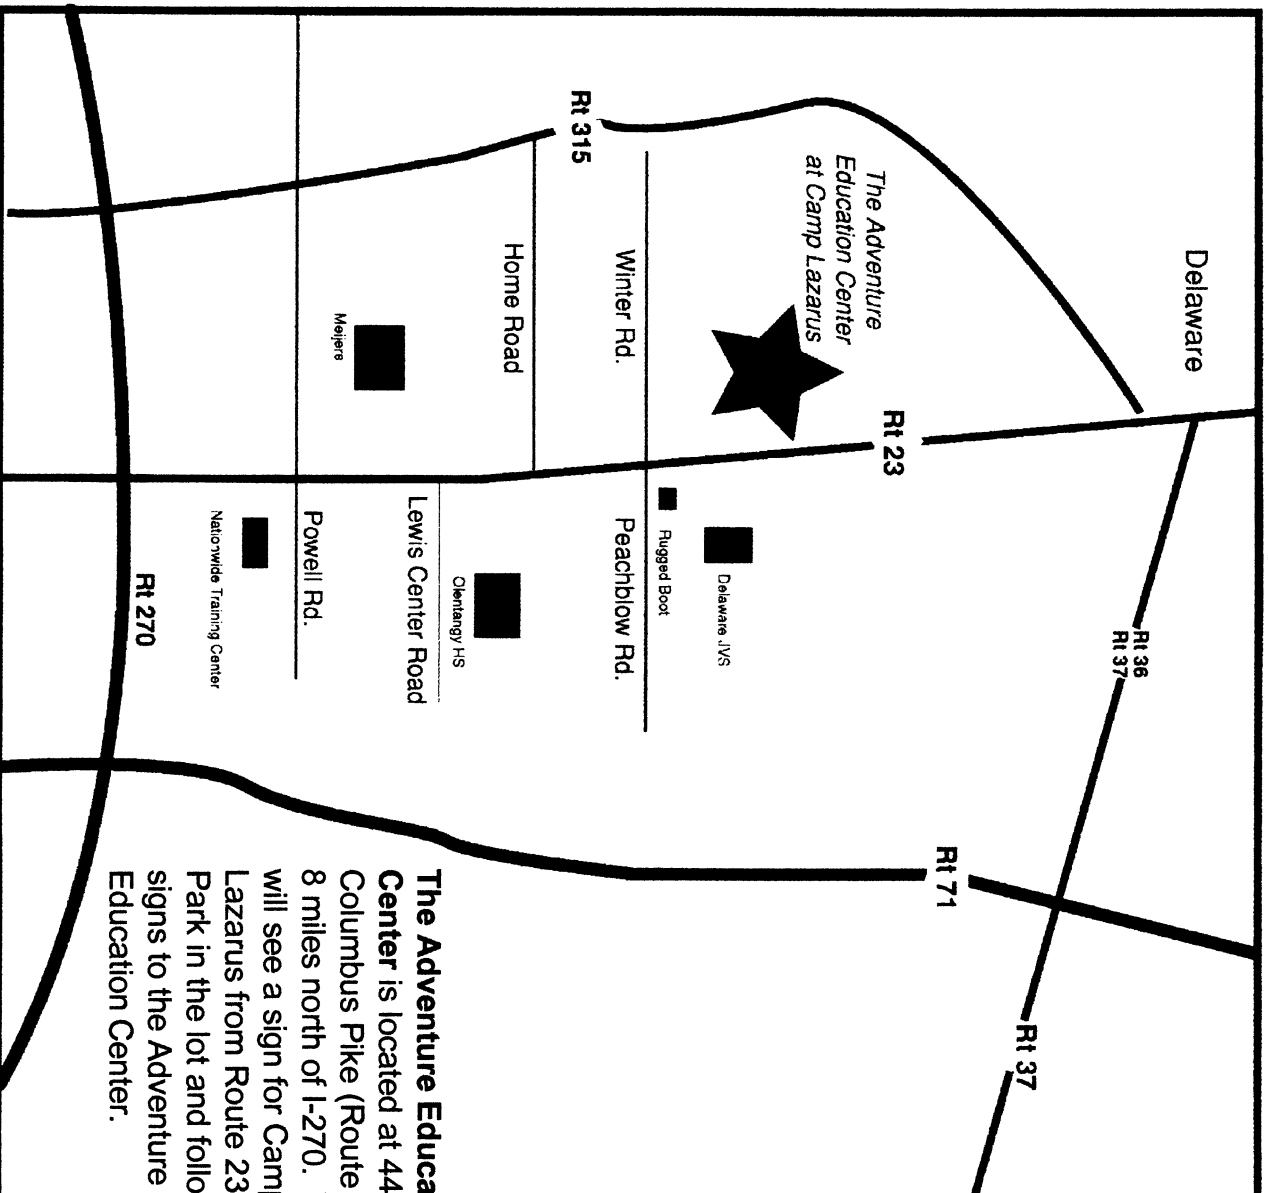 Delaware
Rt 36
Rt 37
Rt 37
Rt 71
Rt 23
The Adventure
Education Center
at Camp Lazarus
Delaware JVS
Rugged Boot
Winter Rd.
Peachblow Rd.
Rt 315
Home Road
Olentangy HS
Lewis Center Road
Meijers
Powell Rd.
Nationwide Training Center
Rt 270
The Adventure Educa
Center is located at 44
Columbus Pike (Route
8 miles north of I-270.
will see a sign for Camp
Lazarus from Route 23
Park in the lot and follo
signs to the Adventure
Education Center.